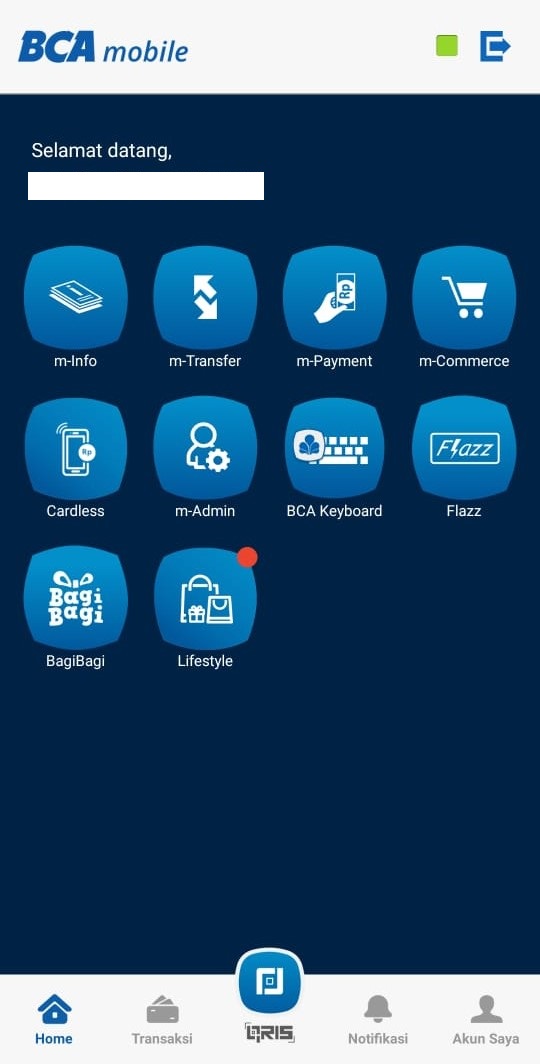 BCA mobile
Selamat datang,
Rp
m-Info
m-Transfer
m-Payment
m-Commerce
Rp
Flazz
Cardless
m-Admin
BCA Keyboard
Flazz
Bagi
Bagi
BagiBagi
Lifestyle
Home
Transaksi
QRIS
Notifikasi
Akun Saya